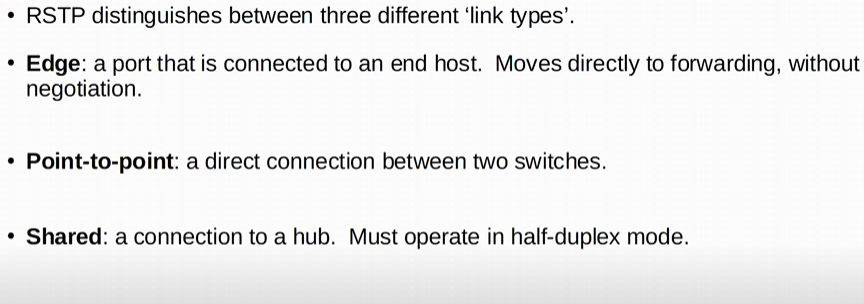 • RSTP distinguishes between three different ‘link types’.
• Edge: a port that is connected to an end host.  Moves directly to forwarding, without
negotiation.
• Point-to-point: a direct connection between two switches.
• Shared: a connection to a hub.  Must operate in half-duplex mode.